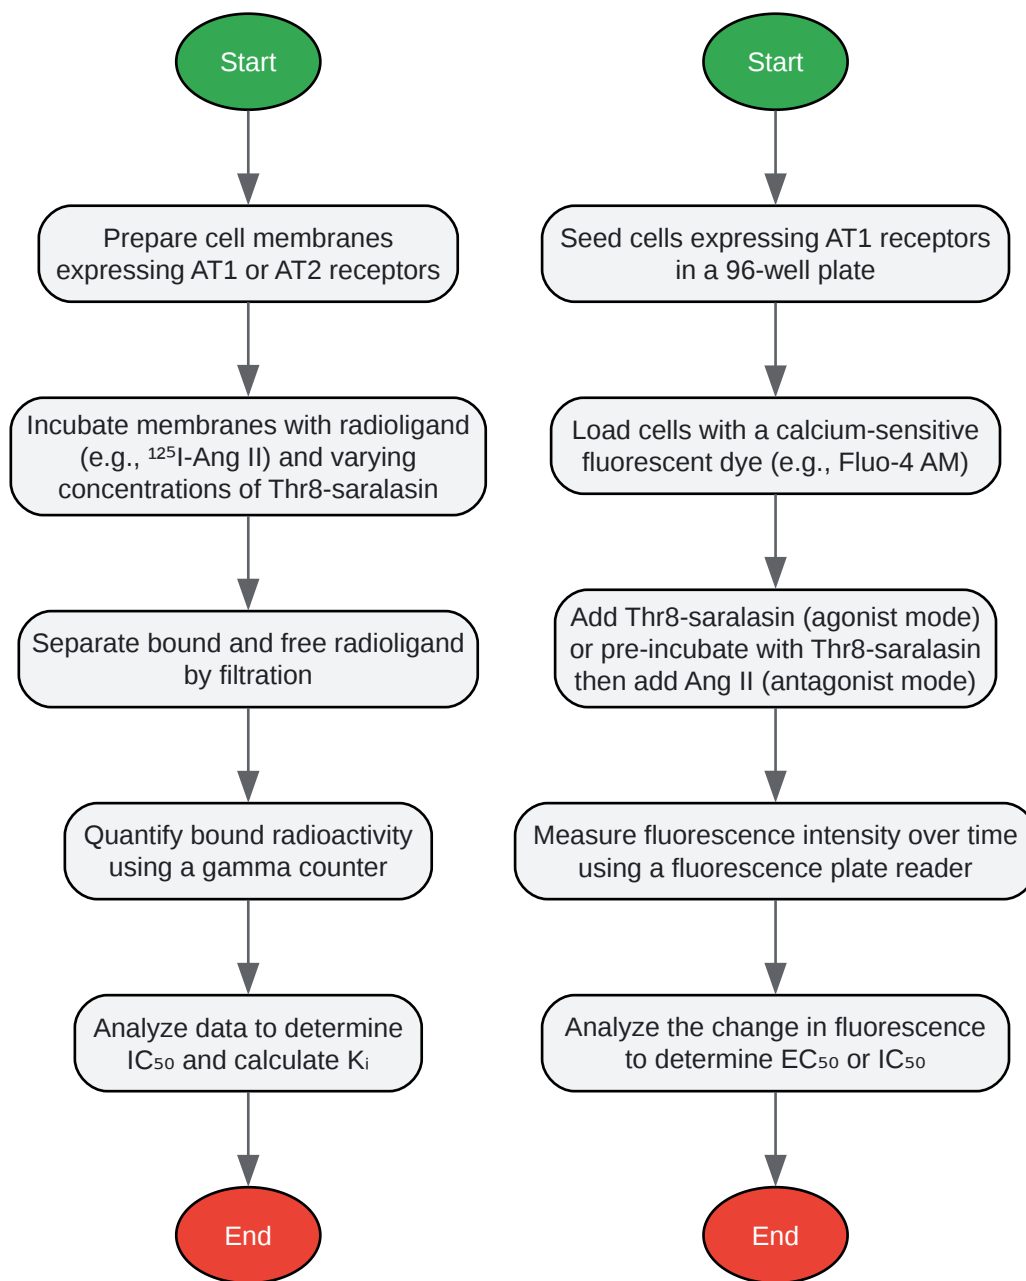 Start
Prepare cell membranes
expressing AT1 or AT2 receptors
Incubate membranes with radioligand
(e.g., ¹²⁵I-Ang II) and varying
concentrations of Thr8-saralasin
Separate bound and free radioligand
by filtration
Quantify bound radioactivity
using a gamma counter
Analyze data to determine
IC₅₀ and calculate Kᵢ
End
Start
Seed cells expressing AT1 receptors
in a 96-well plate
Load cells with a calcium-sensitive
fluorescent dye (e.g., Fluo-4 AM)
Add Thr8-saralasin (agonist mode)
or pre-incubate with Thr8-saralasin
then add Ang II (antagonist mode)
Measure fluorescence intensity over time
using a fluorescence plate reader
Analyze the change in fluorescence
to determine EC₅₀ or IC₅₀
End